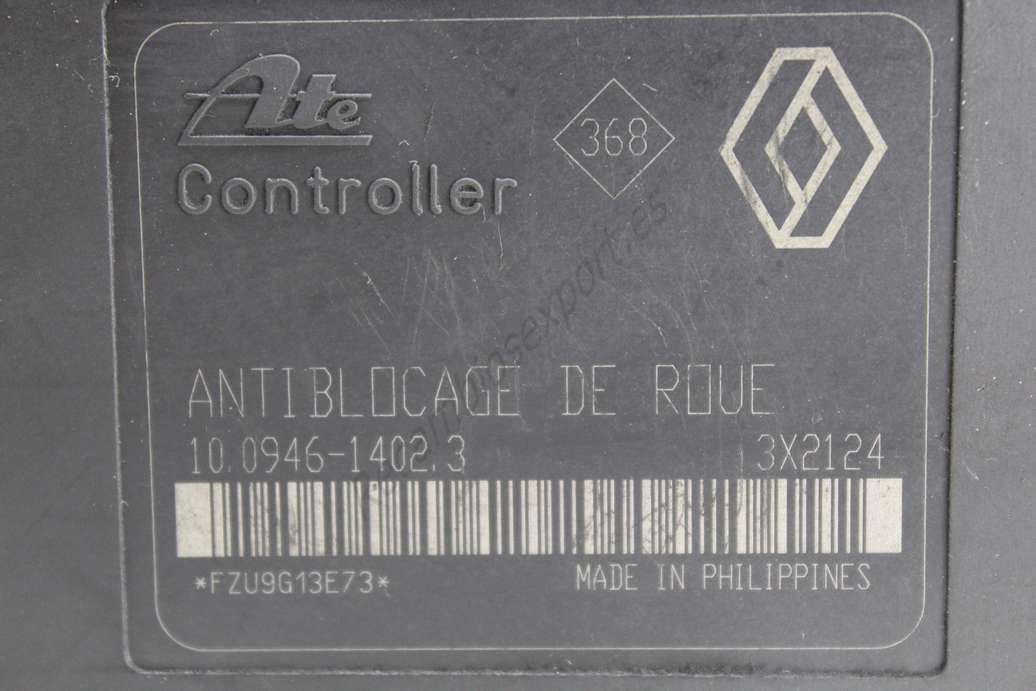 Ate
368
Controller
ANTIBLOCAGE DE ROUE
10.0946-1402.3 3X2124
*FZU9G13E73*
MADE IN PHILIPPINES